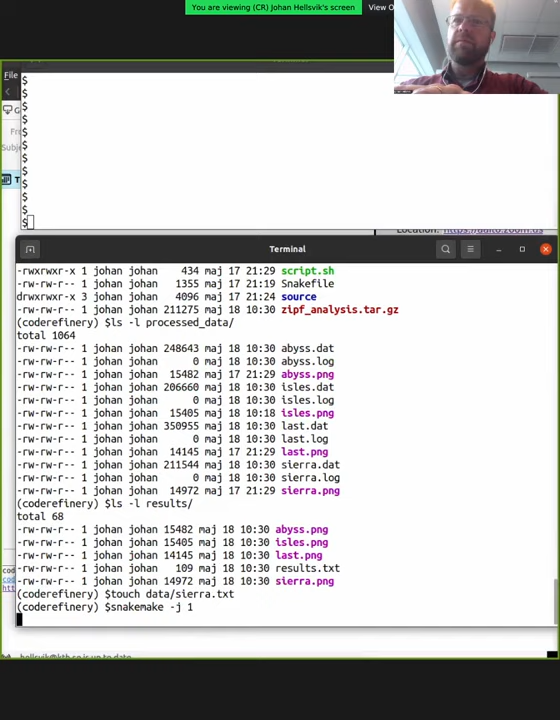 You are viewing (CR) Johan Hellsvik's screen
View O
File
$
$
$
$
$
$
$
$
$
$
$
$
Terminal
-rwxrwxr-x 1 johan johan 434 maj 17 21:29 script.sh
-rw-rw-r-- 1 johan johan 1355 maj 17 21:19 Snakefile
drwxrwxr-x 3 johan johan 4096 maj 17 21:24 source
-rw-rw-r-- 1 johan johan 211275 maj 18 10:30 zipf_analysis.tar.gz
(coderefinery) $ls -l processed_data/
total 1064
-rw-rw-r-- 1 johan johan 248643 maj 18 10:30 abyss.dat
-rw-rw-r-- 1 johan johan 0 maj 18 10:30 abyss.log
-rw-rw-r-- 1 johan johan 15482 maj 17 21:29 abyss.png
-rw-rw-r-- 1 johan johan 206660 maj 18 10:30 isles.dat
-rw-rw-r-- 1 johan johan 0 maj 18 10:30 isles.log
-rw-rw-r-- 1 johan johan 15405 maj 18 10:18 isles.png
-rw-rw-r-- 1 johan johan 350955 maj 18 10:30 last.dat
-rw-rw-r-- 1 johan johan 0 maj 18 10:30 last.log
-rw-rw-r-- 1 johan johan 14145 maj 17 21:29 last.png
-rw-rw-r-- 1 johan johan 211544 maj 18 10:30 sierra.dat
-rw-rw-r-- 1 johan johan 0 maj 18 10:30 sierra.log
-rw-rw-r-- 1 johan johan 14972 maj 17 21:29 sierra.png
(coderefinery) $ls -l results/
total 68
-rw-rw-r-- 1 johan johan 15482 maj 18 10:30 abyss.png
-rw-rw-r-- 1 johan johan 15405 maj 18 10:30 isles.png
-rw-rw-r-- 1 johan johan 14145 maj 18 10:30 last.png
-rw-rw-r-- 1 johan johan 109 maj 18 10:30 results.txt
-rw-rw-r-- 1 johan johan 14972 maj 18 10:30 sierra.png
(coderefinery) $touch data/sierra.txt
(coderefinery) $snakemake -j 1